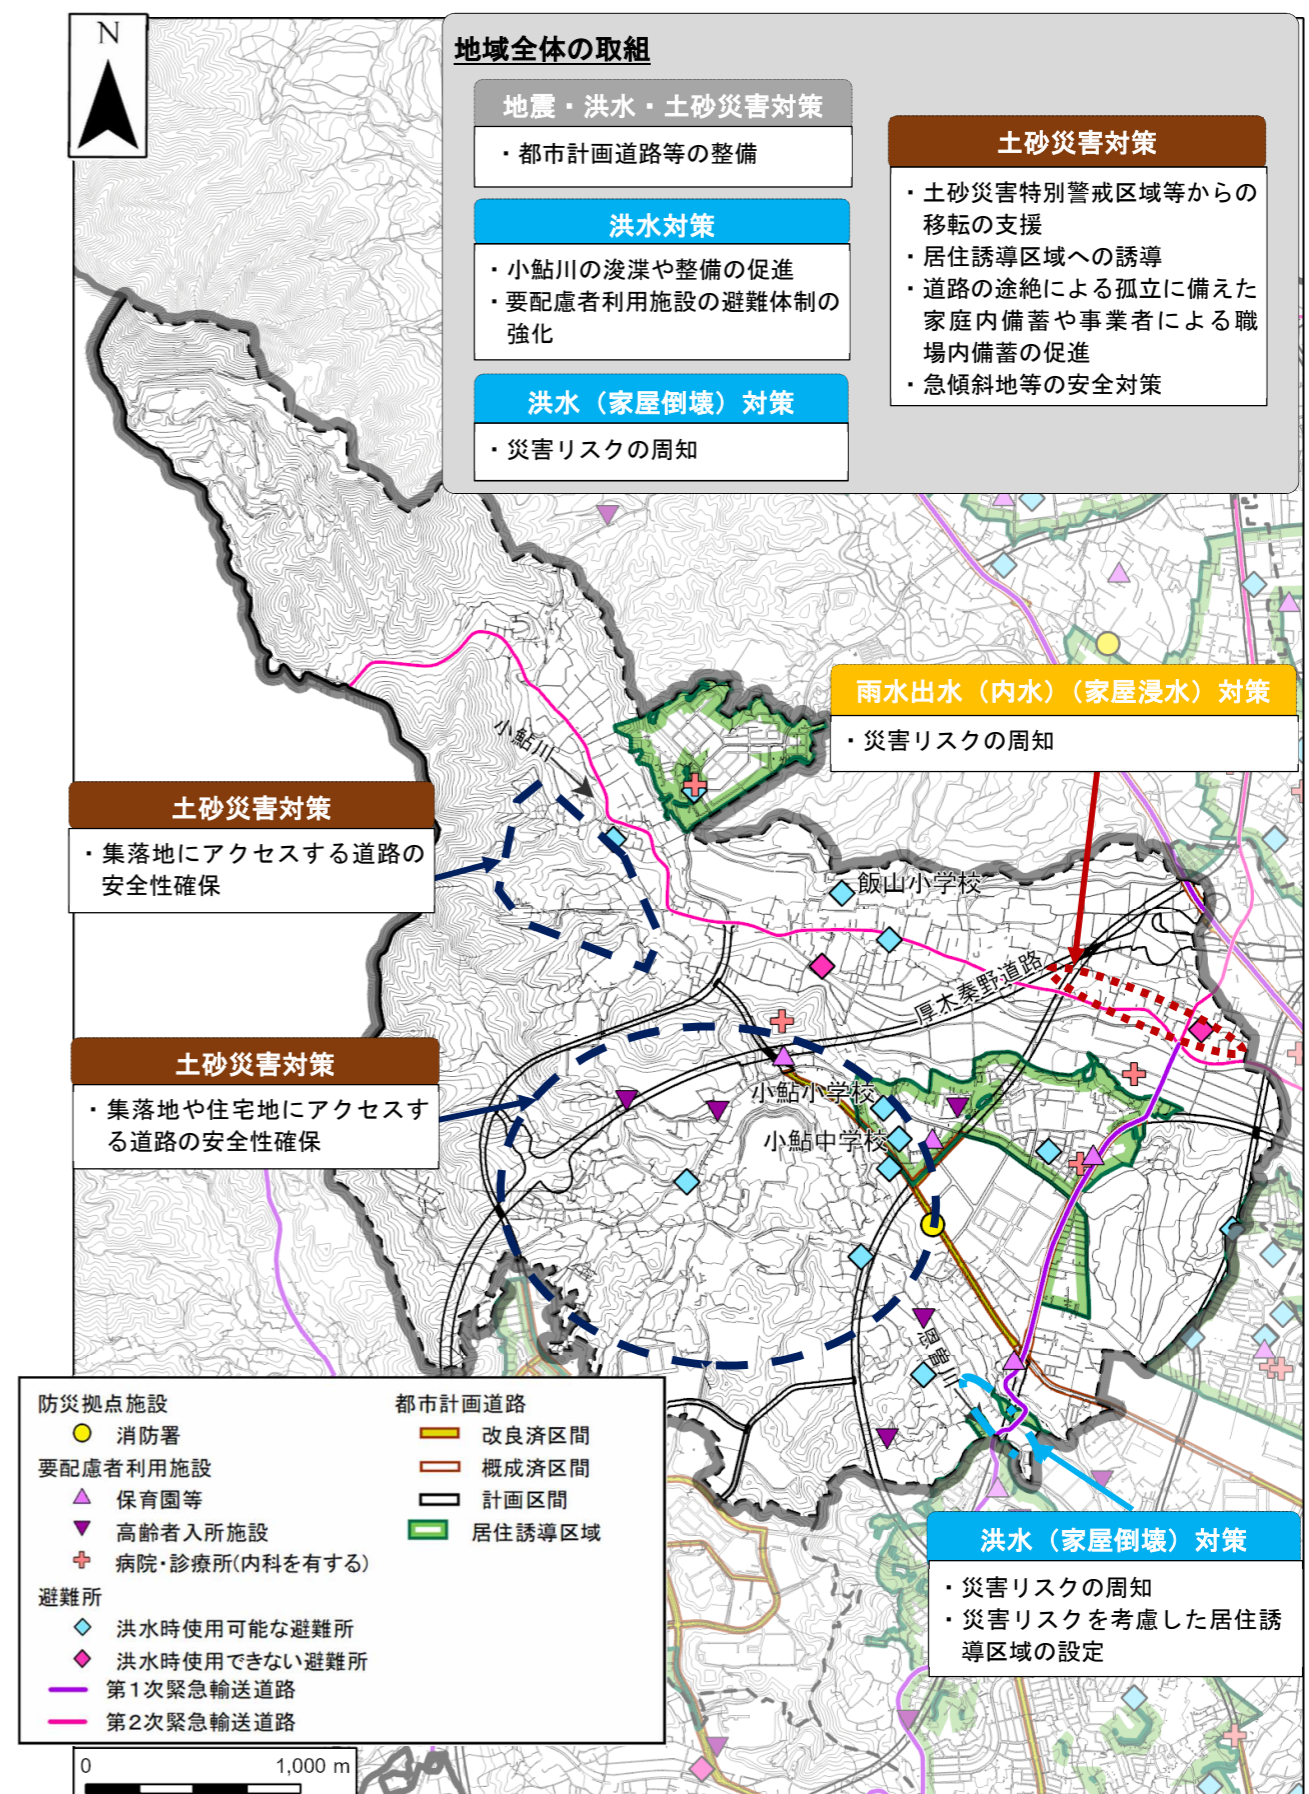 N
地域全体の取組
地震・洪水・土砂災害対策
・都市計画道路等の整備
洪水対策
・小鮎川の浚渫や整備の促進
・要配慮者利用施設の避難体制の
強化
洪水（家屋倒壊）対策
・災害リスクの周知
土砂災害対策
・土砂災害特別警戒区域等からの
移転の支援
・居住誘導区域への誘導
・道路の途絶による孤立に備えた
家庭内備蓄や事業者による職
場内備蓄の促進
・急傾斜地等の安全対策
雨水出水（内水）（家屋浸水）対策
・災害リスクの周知
小鮎川
土砂災害対策
・集落地にアクセスする道路の
安全性確保
飯山小学校
厚木秦野道路
土砂災害対策
・集落地や住宅地にアクセスす
る道路の安全性確保
小鮎小学校
小鮎中学校
恩曽川
洪水（家屋倒壊）対策
・災害リスクの周知
・災害リスクを考慮した居住誘
導区域の設定
防災拠点施設
消防署
要配慮者利用施設
保育園等
高齢者入所施設
病院・診療所(内科を有する)
避難所
洪水時使用可能な避難所
洪水時使用できない避難所
第１次緊急輸送道路
第２次緊急輸送道路
都市計画道路
改良済区間
概成済区間
計画区間
居住誘導区域
0 1,000 m